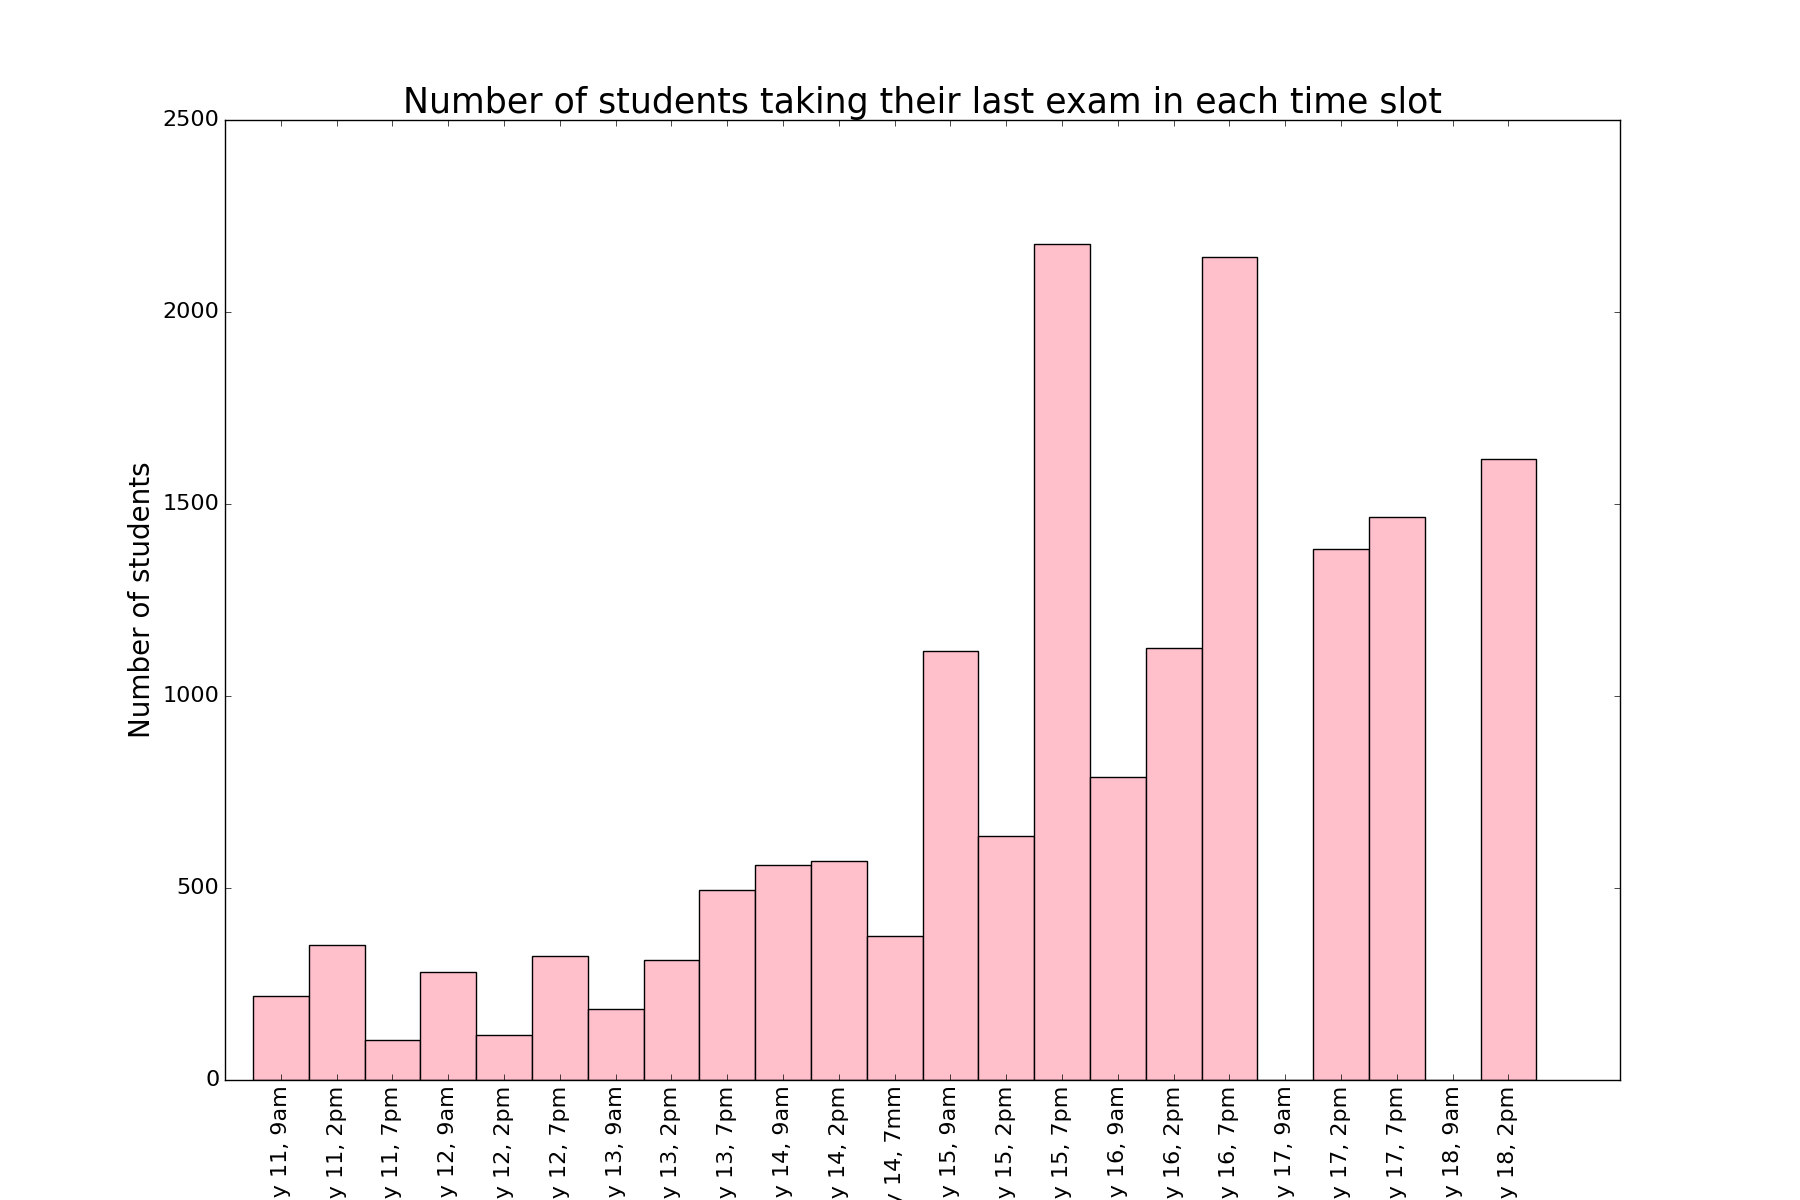 Number of students taking their last exam in each time slot
Number of students
2500
2000
1500
1000
500
0
y 11, 9am
y 11, 2pm
y 11, 7pm
y 12, 9am
y 12, 2pm
y 12, 7pm
y 13, 9am
y 13, 2pm
y 13, 7pm
y 14, 9am
y 14, 2pm
y 14, 7mm
y 15, 9am
y 15, 2pm
y 15, 7pm
y 16, 9am
y 16, 2pm
y 16, 7pm
y 17, 9am
y 17, 2pm
y 17, 7pm
y 18, 9am
y 18, 2pm